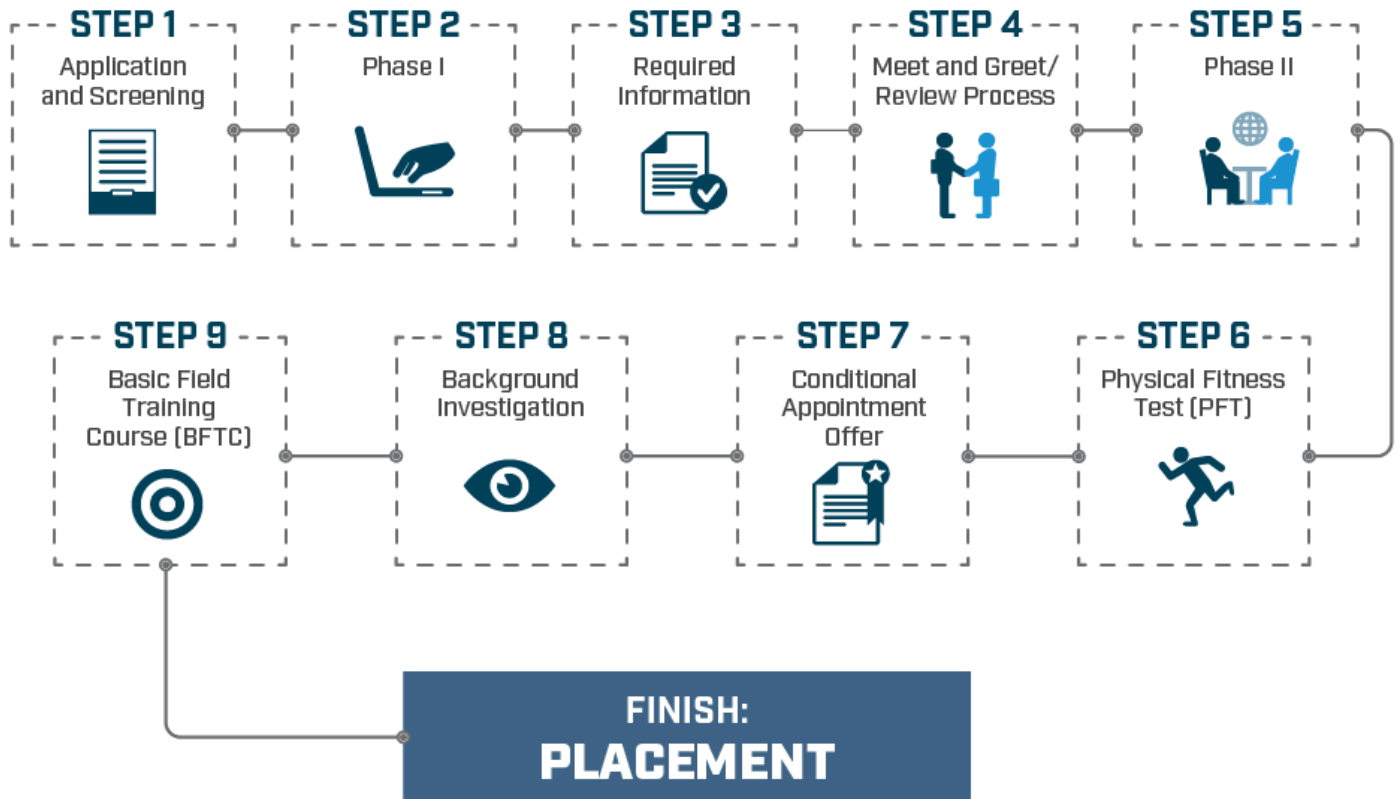 STEP 1
Application
and Screening
STEP 2
Phase I
STEP 3
Required
Information
STEP 4
Meet and Greet/
Review Process
STEP 5
Phase II
STEP 6
Physical Fitness
Test (PFT)
STEP 7
Conditional
Appointment
Offer
STEP 8
Background
Investigation
STEP 9
Basic Field
Training
Course (BFTC)
FINISH:
PLACEMENT